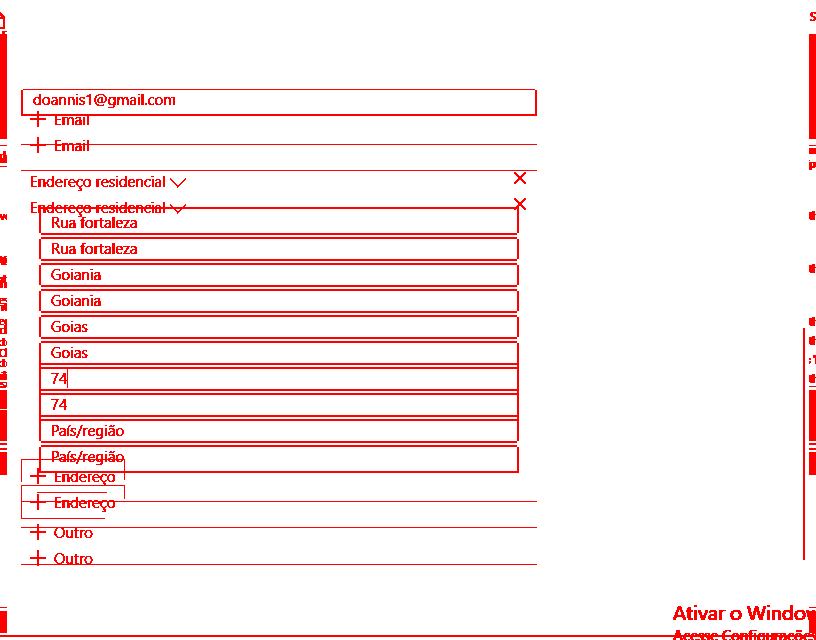 doannis1@gmail.com
Email
Email
Endereço residencial
Endereço residencial
Rua fortaleza
Rua fortaleza
Goiania
Goiania
Goias
Goias
74
74
País/região
País/região
Endereço
Endereço
Outro
Outro
Ativar o Window
Acesse Configurações